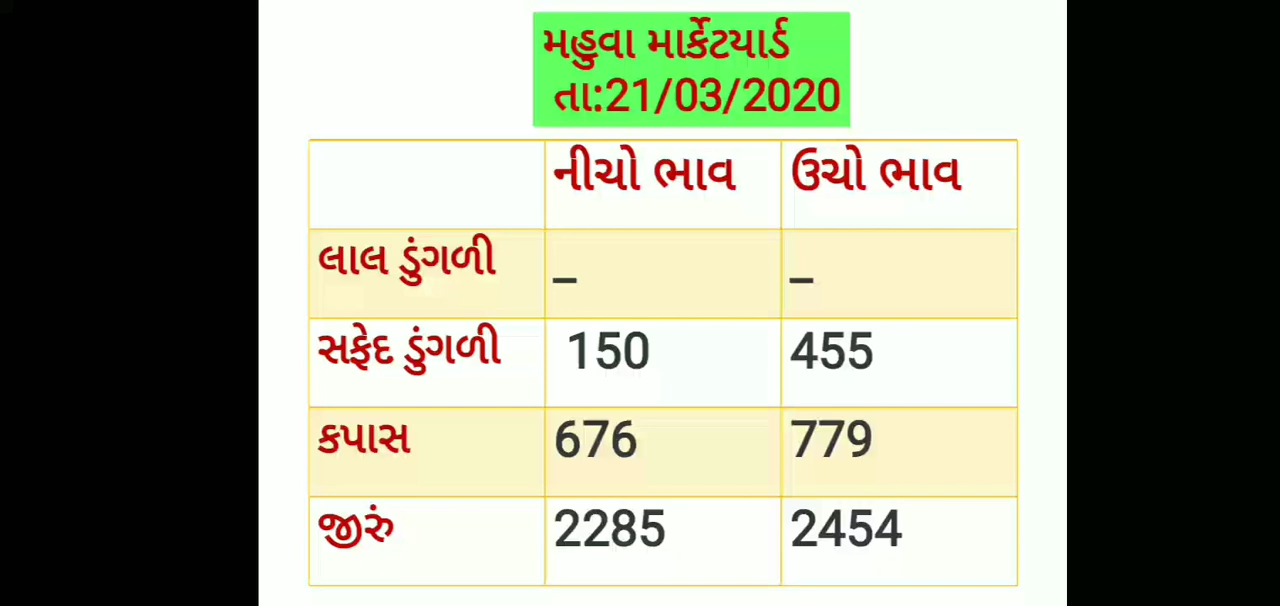 મહુવા માર્કેટયાર્ડ
તા:21/03/2020
નીચો ભાવ ઉચો ભાવ
લાલ ડુંગળી _ _
સફેદ ડુંગળી 150 455
કપાસ 676 779
જીરું 2285 2454